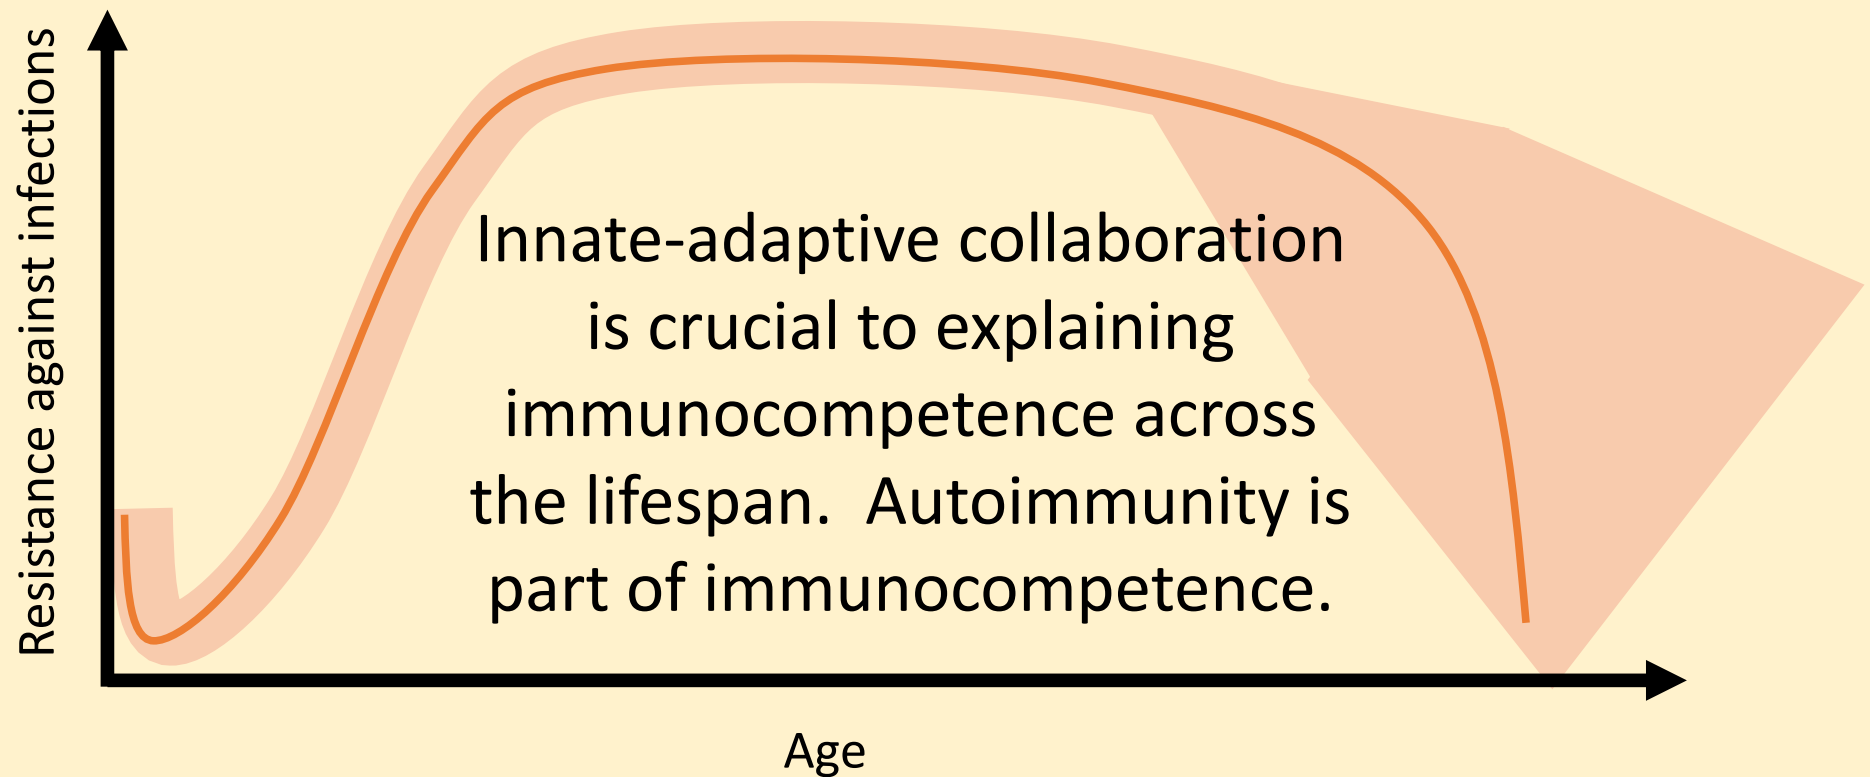 Resistance against infections
Innate-adaptive collaboration
is crucial to explaining
immunocompetence across
the lifespan.  Autoimmunity is
part of immunocompetence.
Age